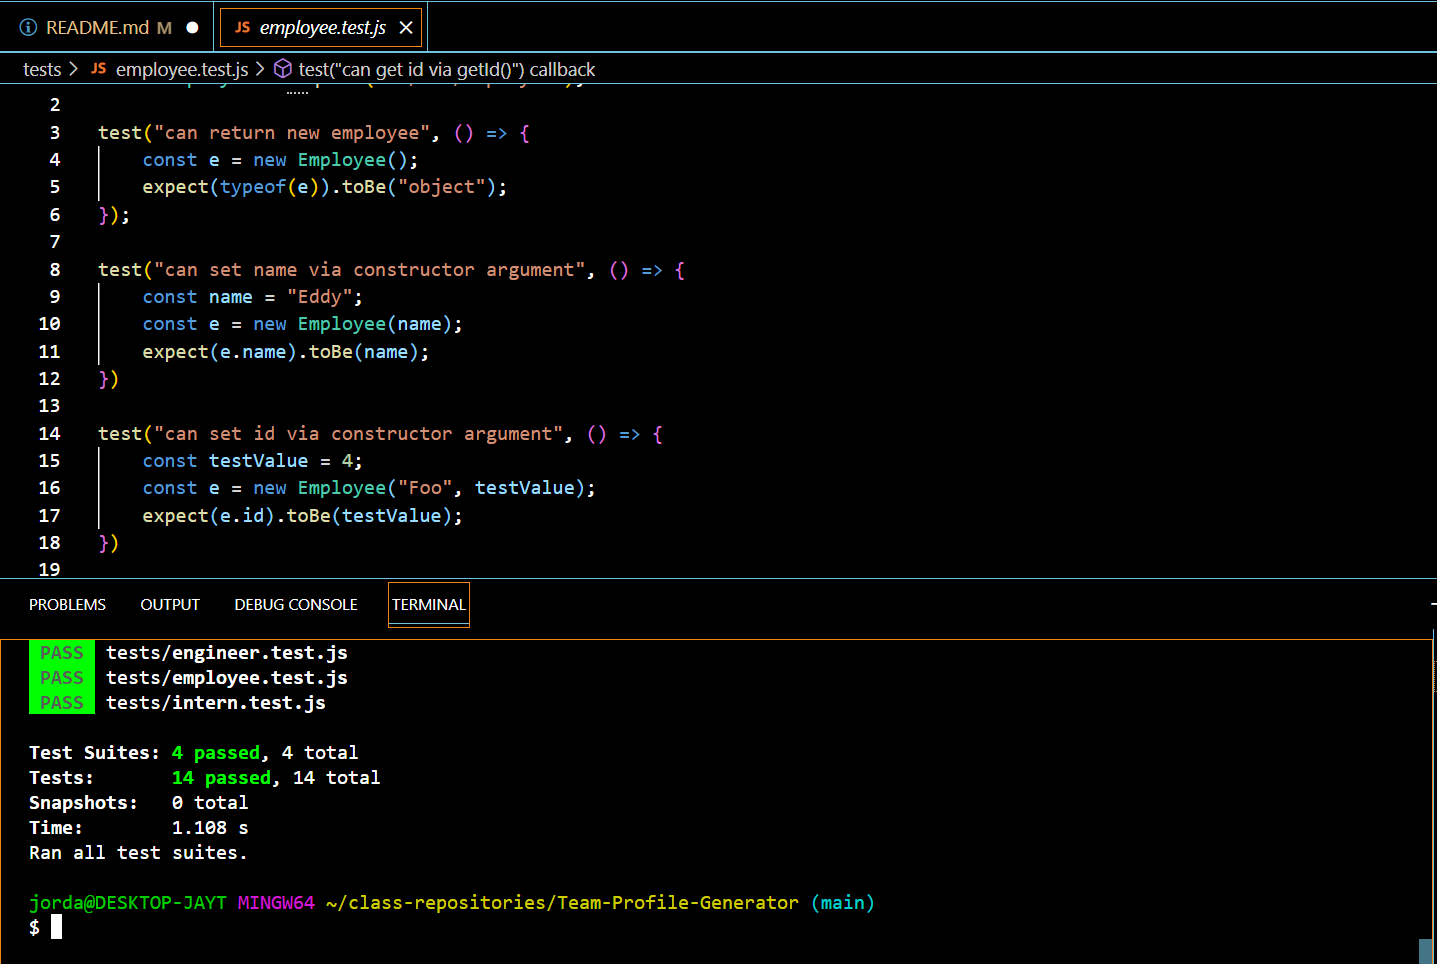 README.md M
JS employee.test.js
tests > JS employee.test.js > test("can get id via getId()") callback
2
3 test("can return new employee", () => {
4 const e = new Employee();
5 expect(typeof(e)).toBe("object");
6 });
7
8 test("can set name via constructor argument", () => {
9 const name = "Eddy";
10 const e = new Employee(name);
11 expect(e.name).toBe(name);
12 })
13
14 test("can set id via constructor argument", () => {
15 const testValue = 4;
16 const e = new Employee("Foo", testValue);
17 expect(e.id).toBe(testValue);
18 })
19
PROBLEMS OUTPUT DEBUG CONSOLE TERMINAL
PASS tests/engineer.test.js
PASS tests/employee.test.js
PASS tests/intern.test.js
Test Suites: 4 passed, 4 total
Tests: 14 passed, 14 total
Snapshots: 0 total
Time: 1.108 s
Ran all test suites.
jorda@DESKTOP-JAYT MINGW64 ~/class-repositories/Team-Profile-Generator (main)
$